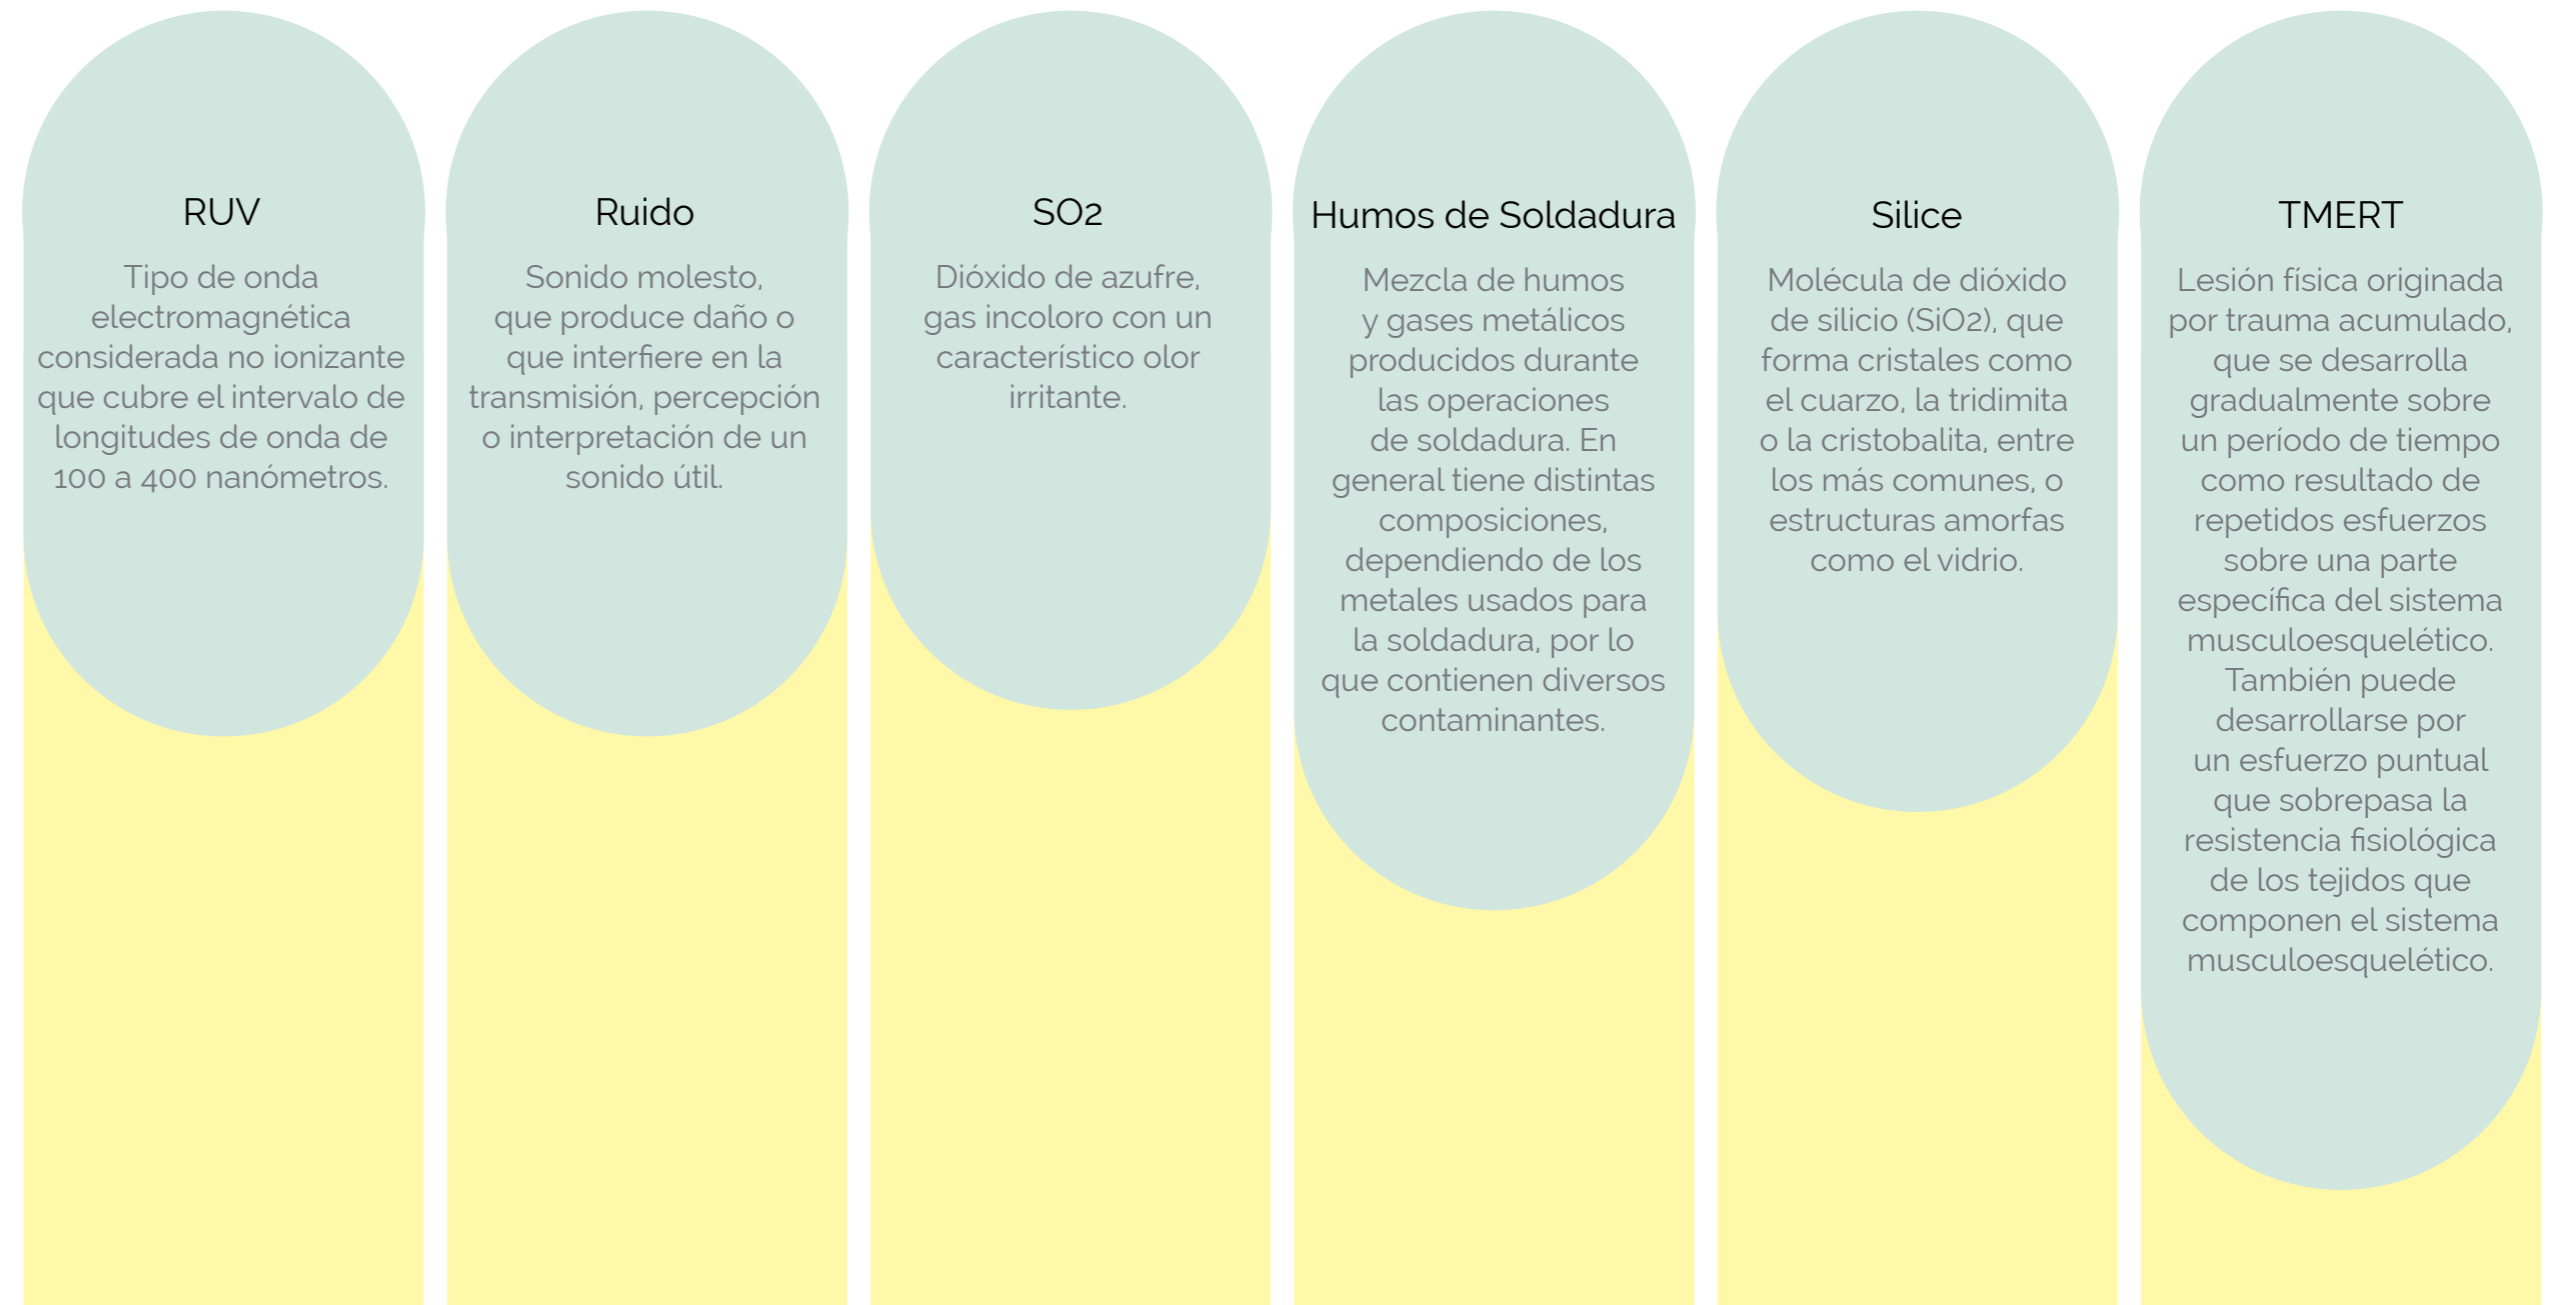 RUV
Tipo de onda
electromagnética
considerada no ionizante
que cubre el intervalo de
longitudes de onda de
100 a 400 nanómetros.
Ruido
Sonido molesto,
que produce daño o
que interfiere en la
transmisión, percepción
o interpretación de un
sonido útil.
SO2
Dióxido de azufre,
gas incoloro con un
característico olor
irritante.
Humos de Soldadura
Mezcla de humos
y gases metálicos
producidos durante
las operaciones
de soldadura. En
general tiene distintas
composiciones,
dependiendo de los
metales usados para
la soldadura, por lo
que contienen diversos
contaminantes.
Silice
Molécula de dióxido
de silicio (SiO2), que
forma cristales como
el cuarzo, la tridimita
o la cristobalita, entre
los más comunes, o
estructuras amorfas
como el vidrio.
TMERT
Lesión física originada
por trauma acumulado,
que se desarrolla
gradualmente sobre
un período de tiempo
como resultado de
repetidos esfuerzos
sobre una parte
específica del sistema
musculoesquelético.
También puede
desarrollarse por
un esfuerzo puntual
que sobrepasa la
resistencia fisiológica
de los tejidos que
componen el sistema
musculoesquelético.